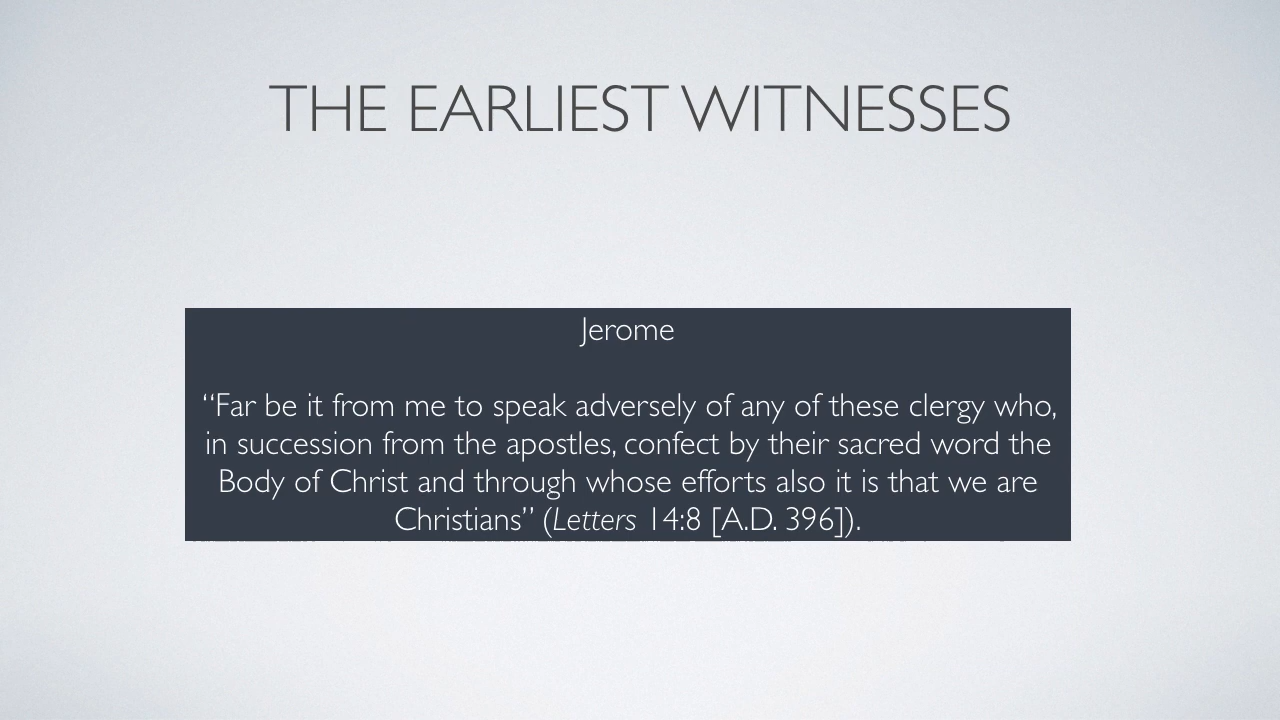 THE EARLIEST WITNESSES
Jerome
“Far be it from me to speak adversely of any of these clergy who,
in succession from the apostles, confect by their sacred word the
Body of Christ and through whose efforts also it is that we are
Christians” (Letters 14:8 [A.D. 396]).